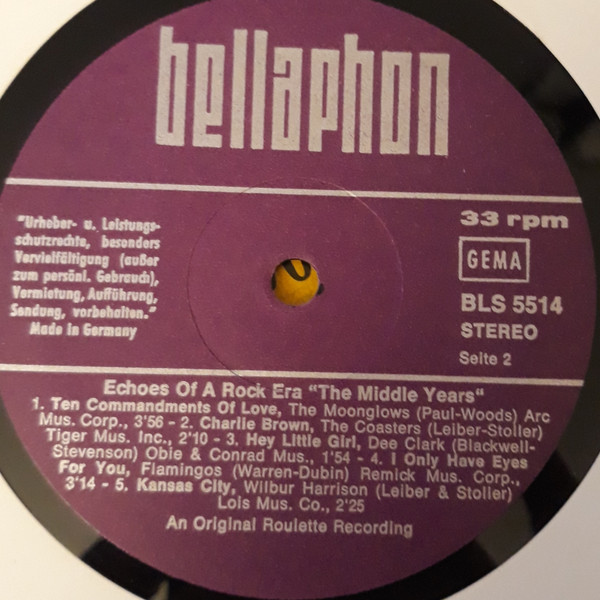 bellaphon
"Urheber- u. Leistungs-
schutzrechte, besonders
Vervielfältigung (außer
zum persönl. Gebrauch),
Vermietung, Aufführung,
Sendung, vorbehalten."
Made in Germany
33 rpm
GEMA
BLS 5514
STEREO
Seite 2
Echoes Of A Rock Era "The Middle Years"
1. Ten Commandments Of Love, The Moonglows (Paul-Woods) Arc
Mus. Corp., 3'56 - 2. Charlie Brown, The Coasters (Leiber-Stoller)
Tiger Mus. Inc., 2'10 - 3. Hey Little Girl, Dee Clark (Blackwell-
Stevenson) Obie & Conrad Mus., 1'54 - 4. I Only Have Eyes
For You, Flamingos (Warren-Dubin) Remick Mus. Corp.,
3'14 - 5. Kansas City, Wilbur Harrison (Leiber & Stoller)
Lois Mus. Co., 2'25
An Original Roulette Recording